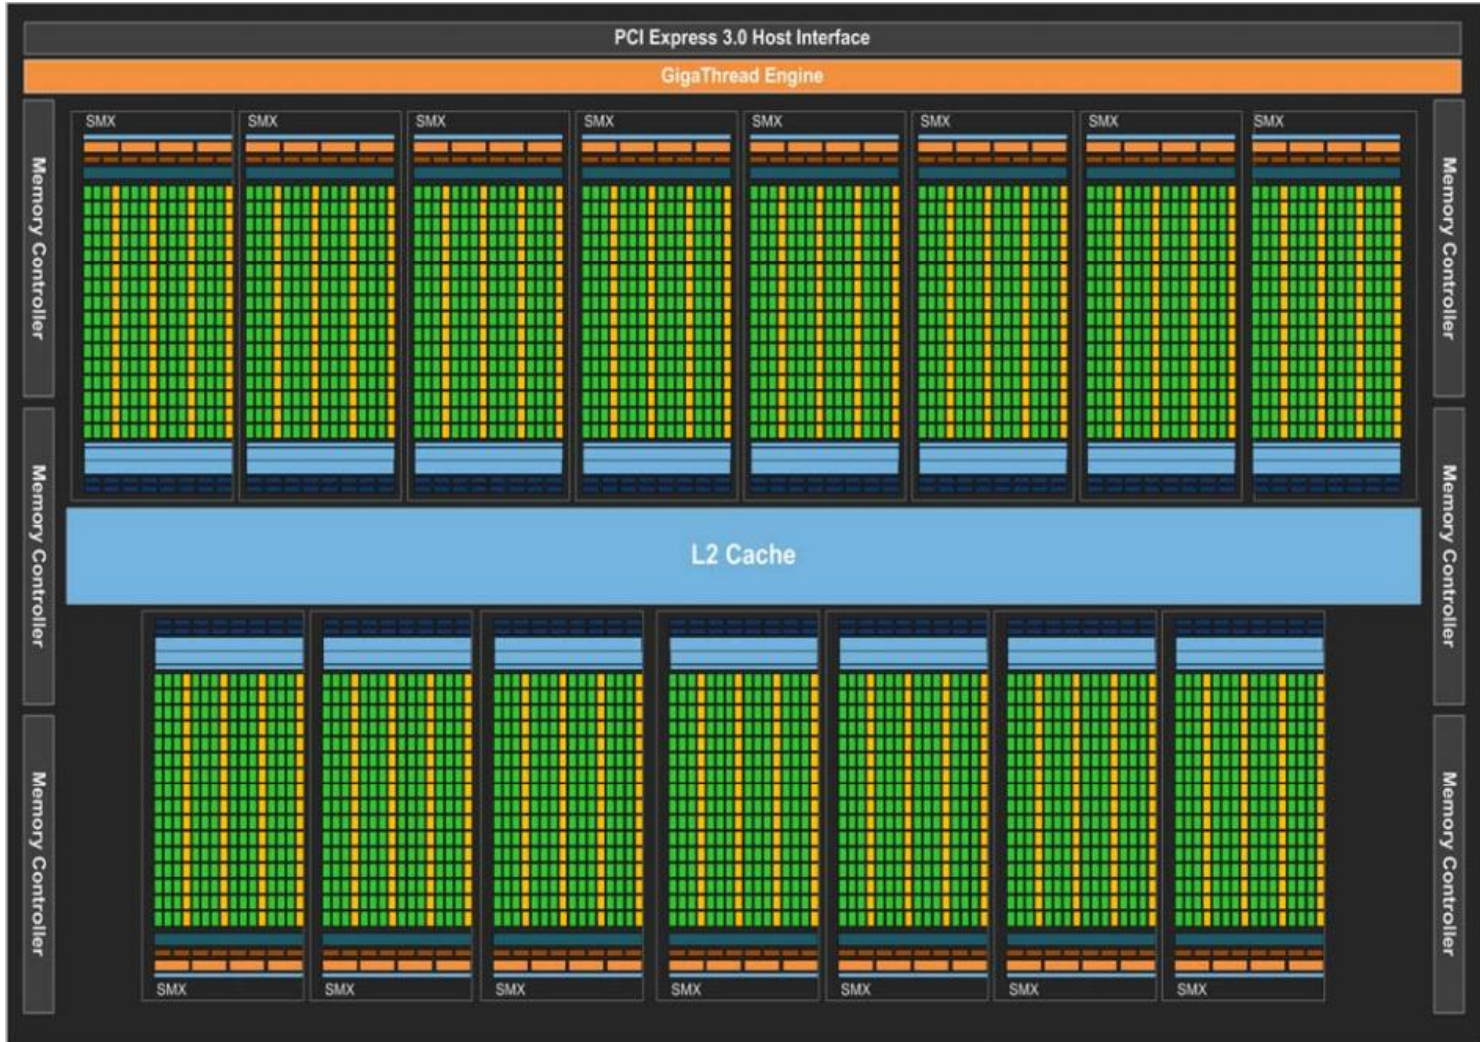 PCI Express 3.0 Host Interface
GigaThread Engine
SMX SMX SMX SMX SMX SMX SMX SMX
Memory Controller
Memory Controller
Memory Controller
Memory Controller
L2 Cache
Memory Controller
Memory Controller
SMX SMX SMX SMX SMX SMX SMX